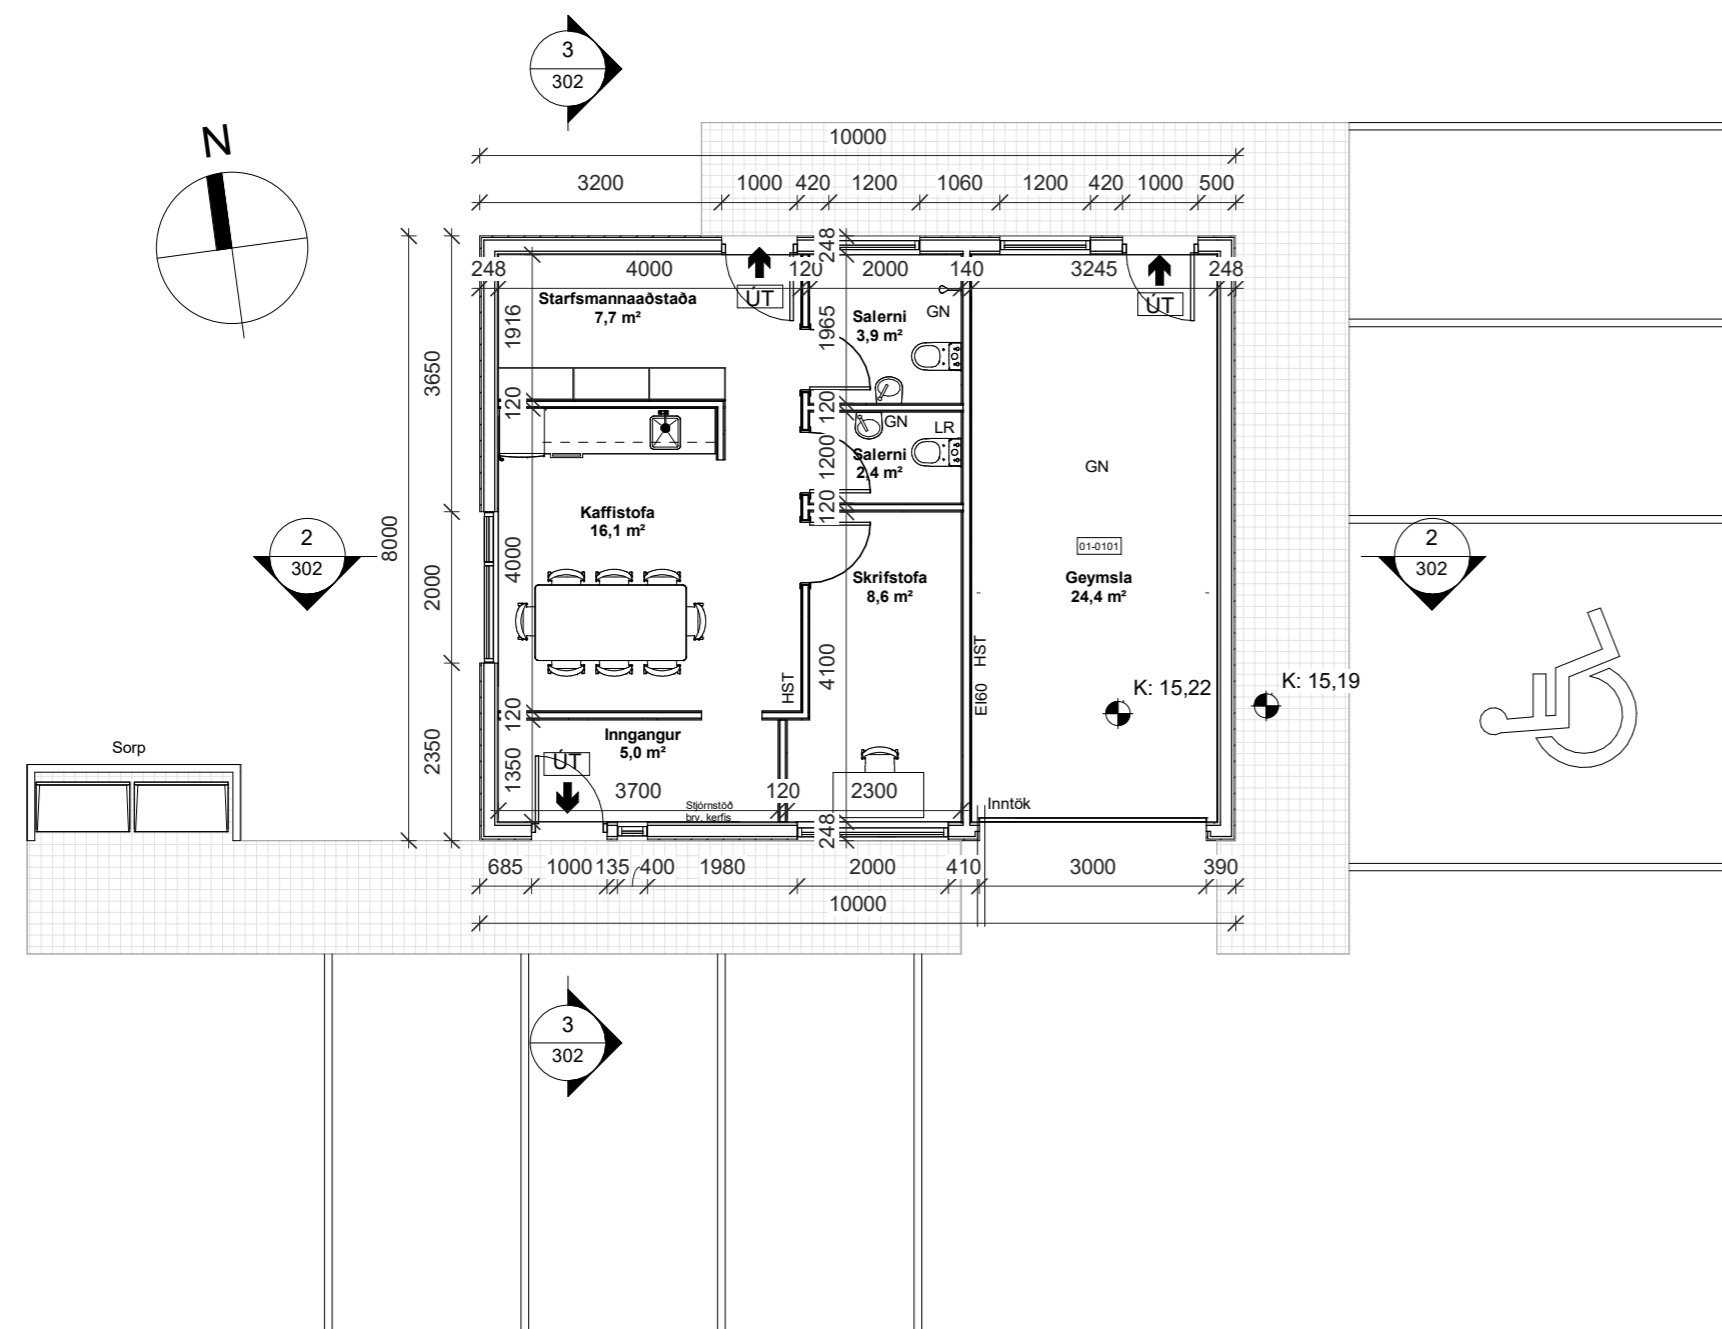 3
302
N
10000
3200 1000 420 1200 1060 1200 420 1000 500
248
248 4000 120 2000 140 3245 248
Starfsmannaaðstaða
7,7 m²
ÚT
ÚT
Salerni
3,9 m²
GN
1916
1965
3650
120
120
GN
LR
Salerni
2,4 m²
1200
120
GN
Kaffistofa
16,1 m²
8000
2
302
2
302
4000
2000
01-0101
Geymsla
24,4 m²
Skrifstofa
8,6 m²
4100
HST
HST
EI60
K: 15,22
K: 15,19
120
Inngangur
5,0 m²
2350
1350
ÚT
Sorp
3700 120 2300
Stjórnstöð
brv. kerfis
Inntök
248
685 1000 135 400 1980 2000 410 3000 390
10000
3
302